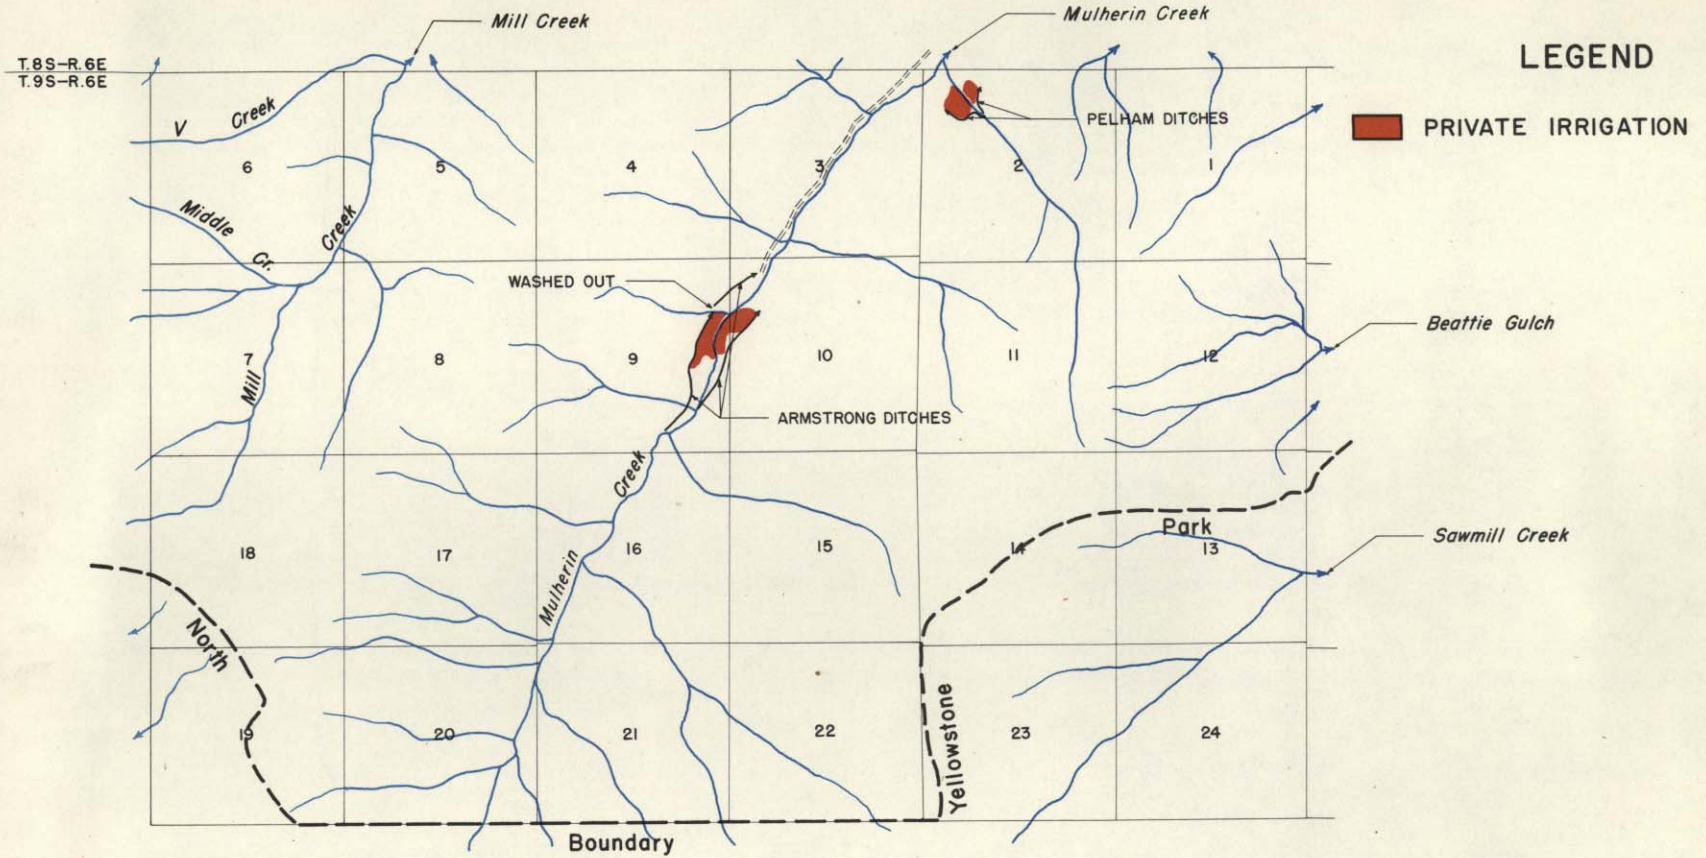 Mill Creek
Mulherin Creek
LEGEND
T.8S–R.6E
T.9S–R.6E
PRIVATE IRRIGATION
V Creek
PELHAM DITCHES
6
5
4
3
2
1
Middle Cr.
Creek
WASHED OUT
Beattie Gulch
7
8
9
10
11
12
Mill
ARMSTRONG DITCHES
Creek
Park
Sawmill Creek
18
17
16
15
14
13
Mulherin
North
19
20
21
22
23
24
Yellowstone
Boundary